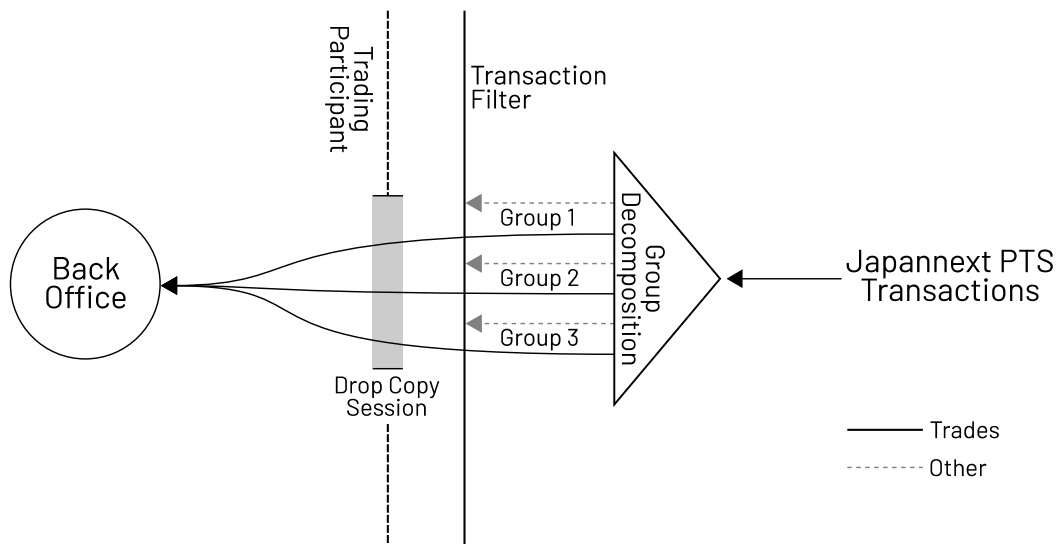 Trading
Participant
Transaction
Filter
Group 1
Group 2
Group 3
Group
Decomposition
Back
Office
Japannext PTS
Transactions
Drop Copy
Session
Trades
Other